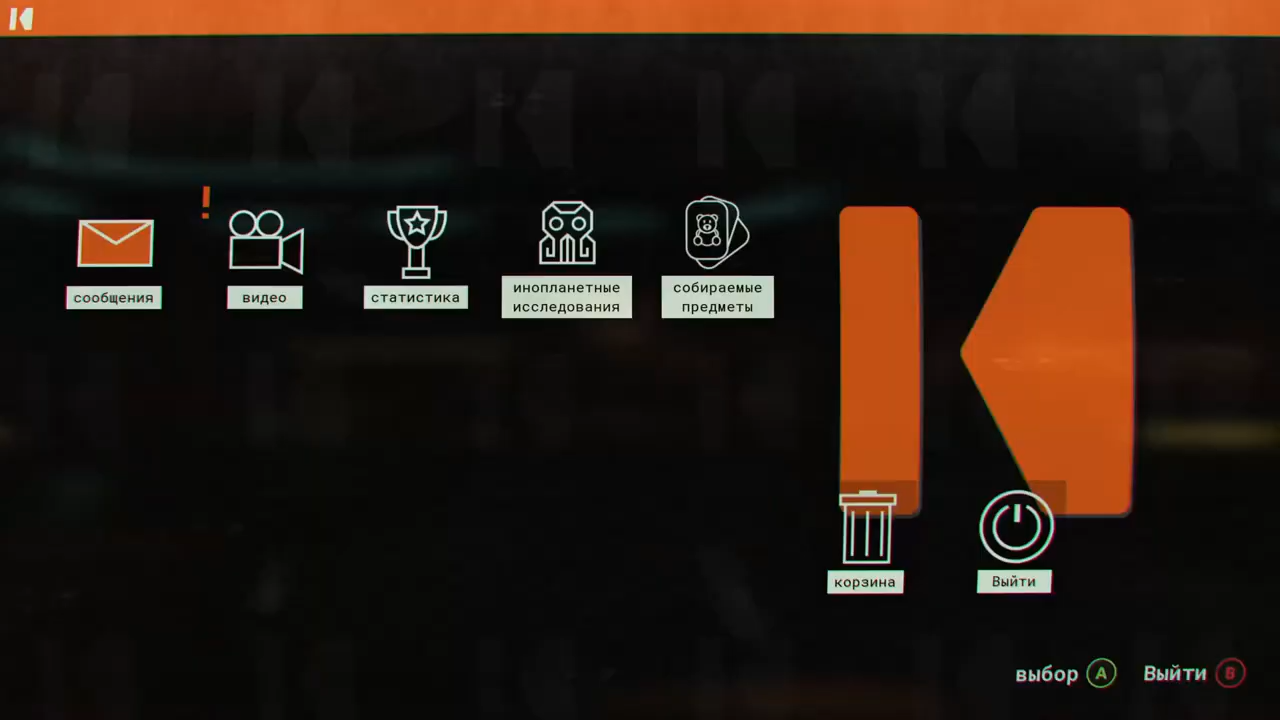 !
сообщения
видео
статистика
инопланетные
исследования
собираемые
предметы
корзина
Выйти
выбор A Выйти B